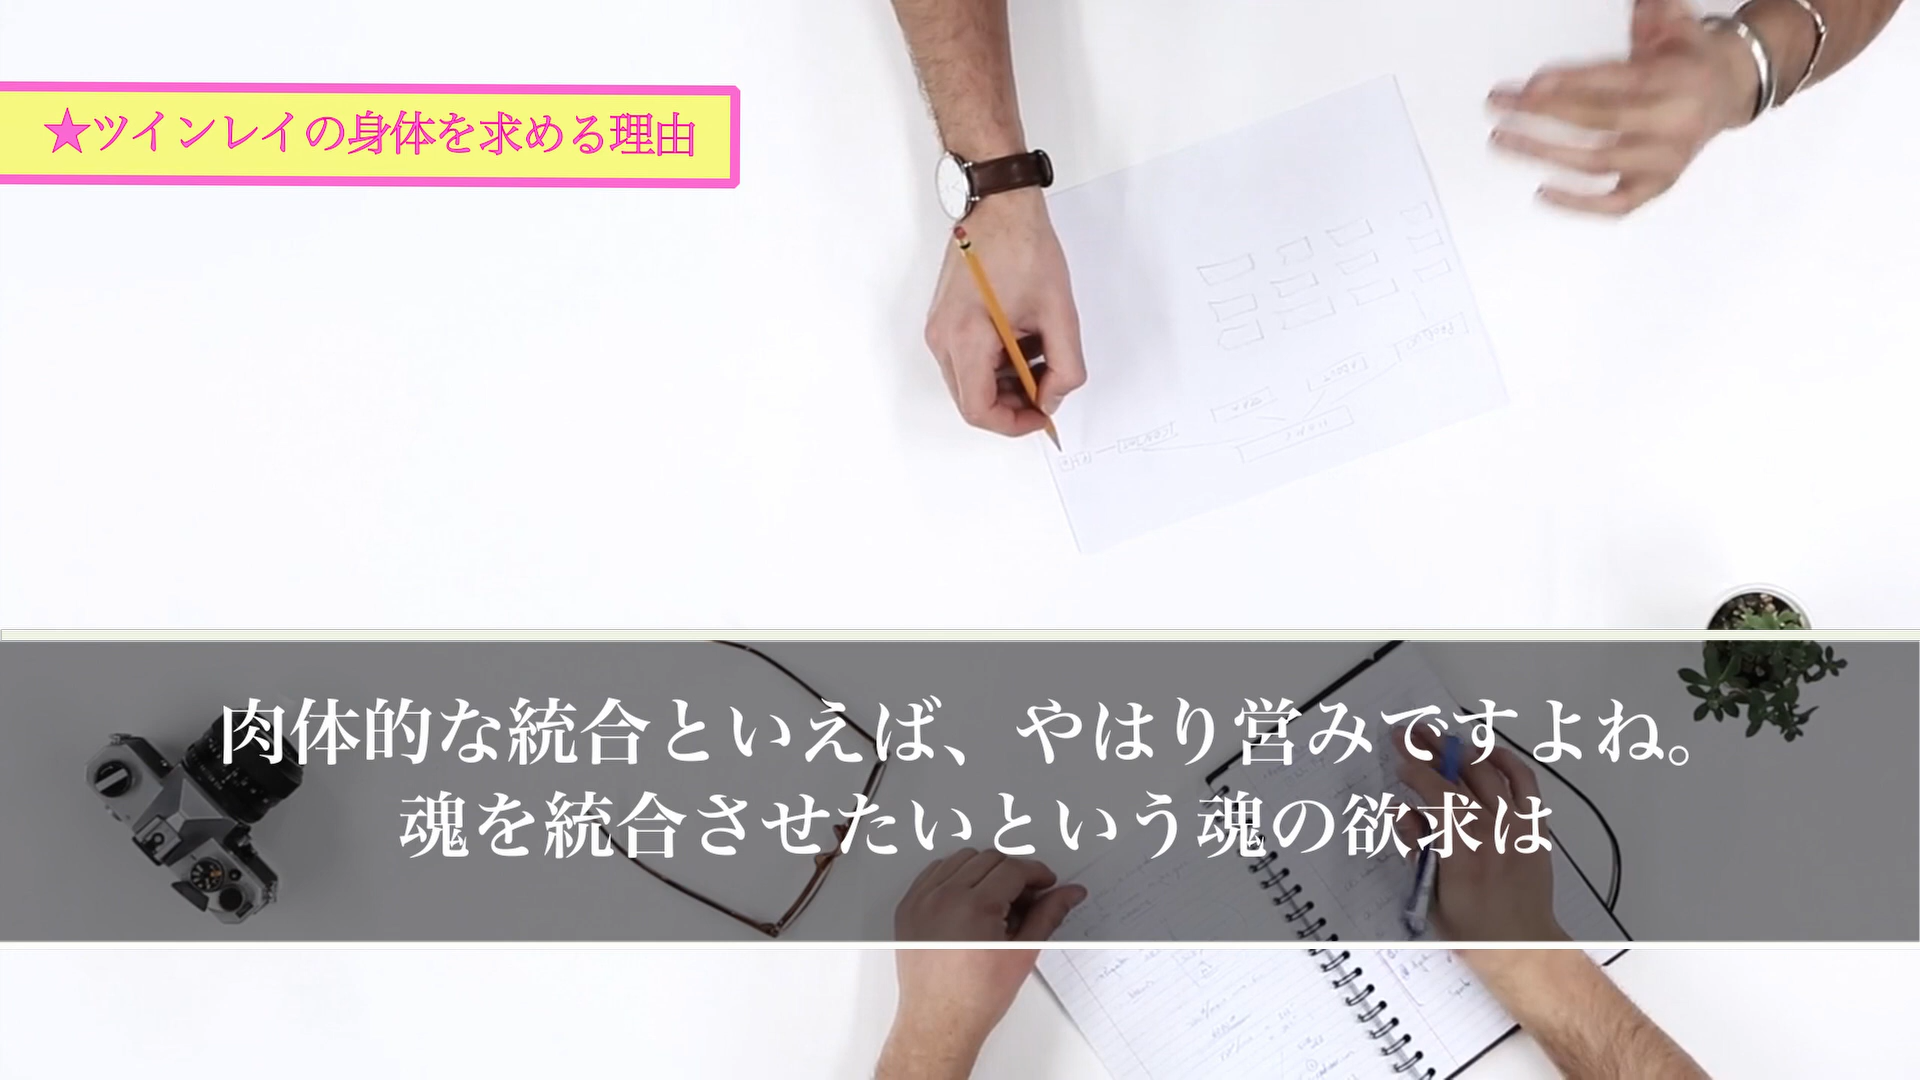 ★ツインレイの身体を求める理由
肉体的な統合といえば、やはり営みですよね。
魂を統合させたいという魂の欲求は